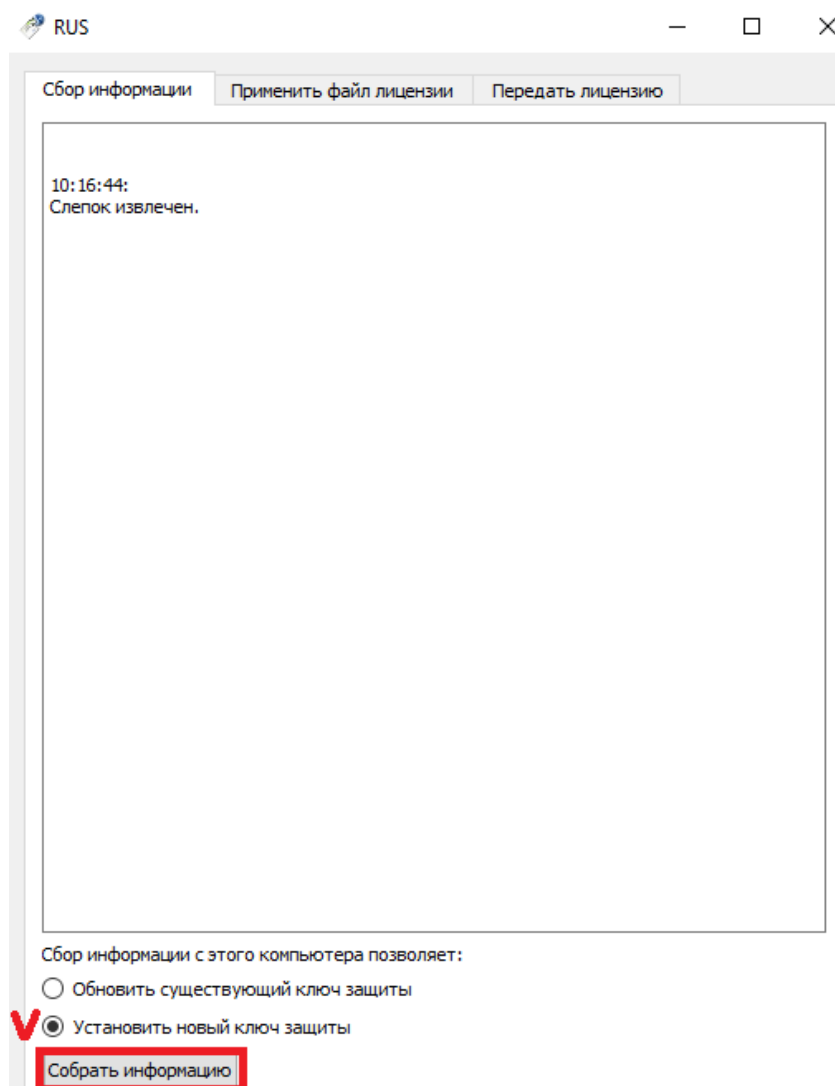 RUS
Сбор информации Применить файл лицензии Передать лицензию
10:16:44:
Слепок извлечен.
Сбор информации с этого компьютера позволяет:
Обновить существующий ключ защиты
Установить новый ключ защиты
Собрать информацию